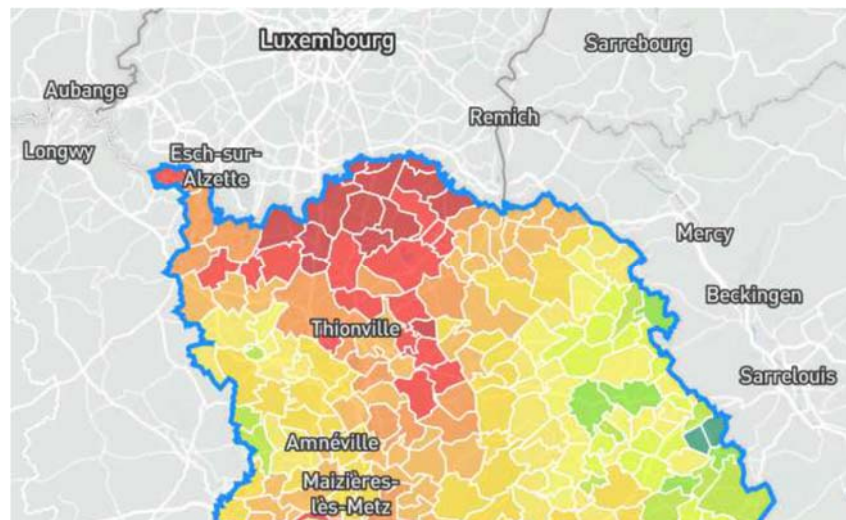 Luxembourg
Sarrebourg
Aubange
Remich
Longwy
Esch-sur-
Alzette
Mercy
Beckingen
Thionville
Sarrelouis
Amnéville
Maizières-
lès-Metz